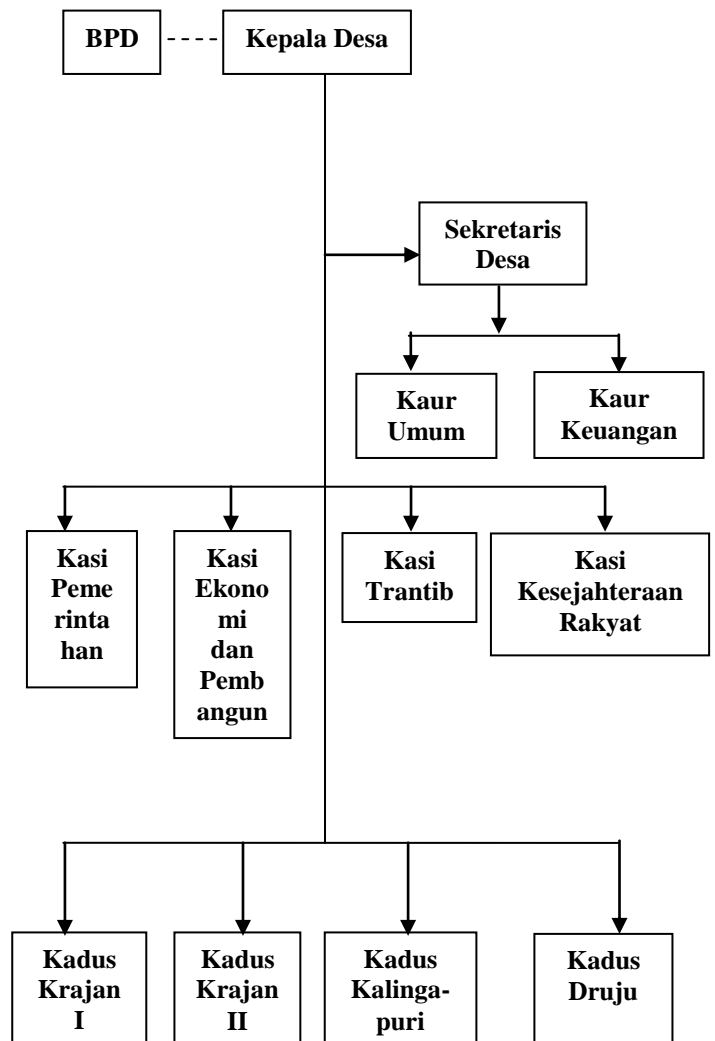 BPD
Kepala Desa
Sekretaris
Desa
Kaur
Umum
Kaur
Keuangan
Kasi
Peme
rinta
han
Kasi
Ekono
mi
dan
Pemb
angun
Kasi
Trantib
Kasi
Kesejahteraan
Rakyat
Kadus
Krajan
I
Kadus
Krajan
II
Kadus
Kalinga-
puri
Kadus
Druju